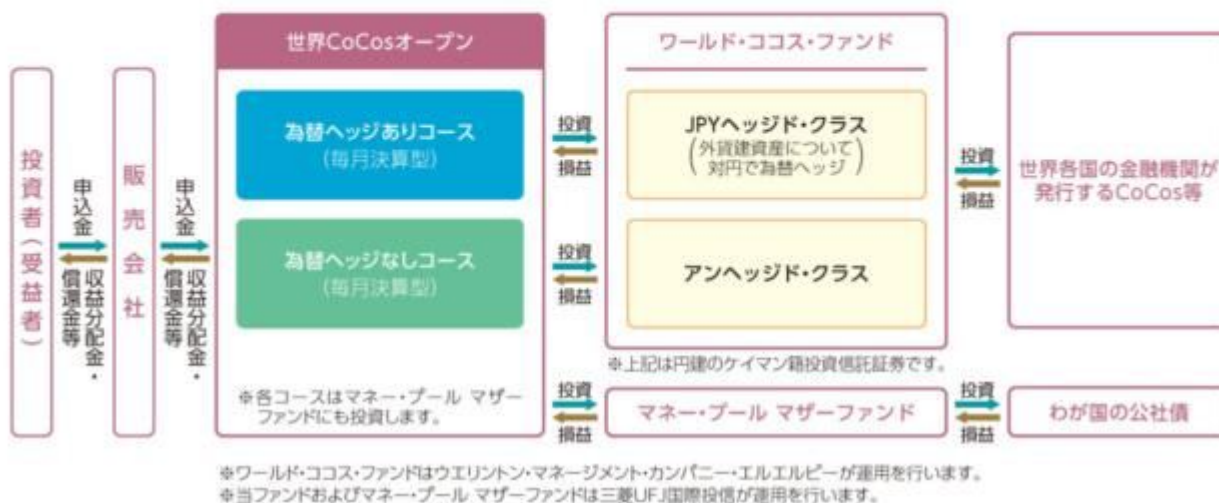 世界CoCosオープン
ワールド・ココス・ファンド
投資者(受益者)
申込金
収益分配金・
償還金等
販売会社
申込金
収益分配金・
償還金等
為替ヘッジありコース
(毎月決算型)
投資
損益
JPYヘッジド・クラス
(外貨建資産について
対円で為替ヘッジ)
投資
損益
世界各国の金融機関が
発行するCoCos等
為替ヘッジなしコース
(毎月決算型)
投資
損益
アンヘッジド・クラス
※上記は円建のケイマン籍投資信託証券です。
※各コースはマネー・プール マザー
ファンドにも投資します。
投資
損益
マネー・プール マザーファンド
投資
損益
わが国の公社債
※ワールド・ココス・ファンドはウエリントン・マネージメント・カンパニー・エルエルピーが運用を行います。
※当ファンドおよびマネー・プール マザーファンドは三菱UFJ国際投信が運用を行います。